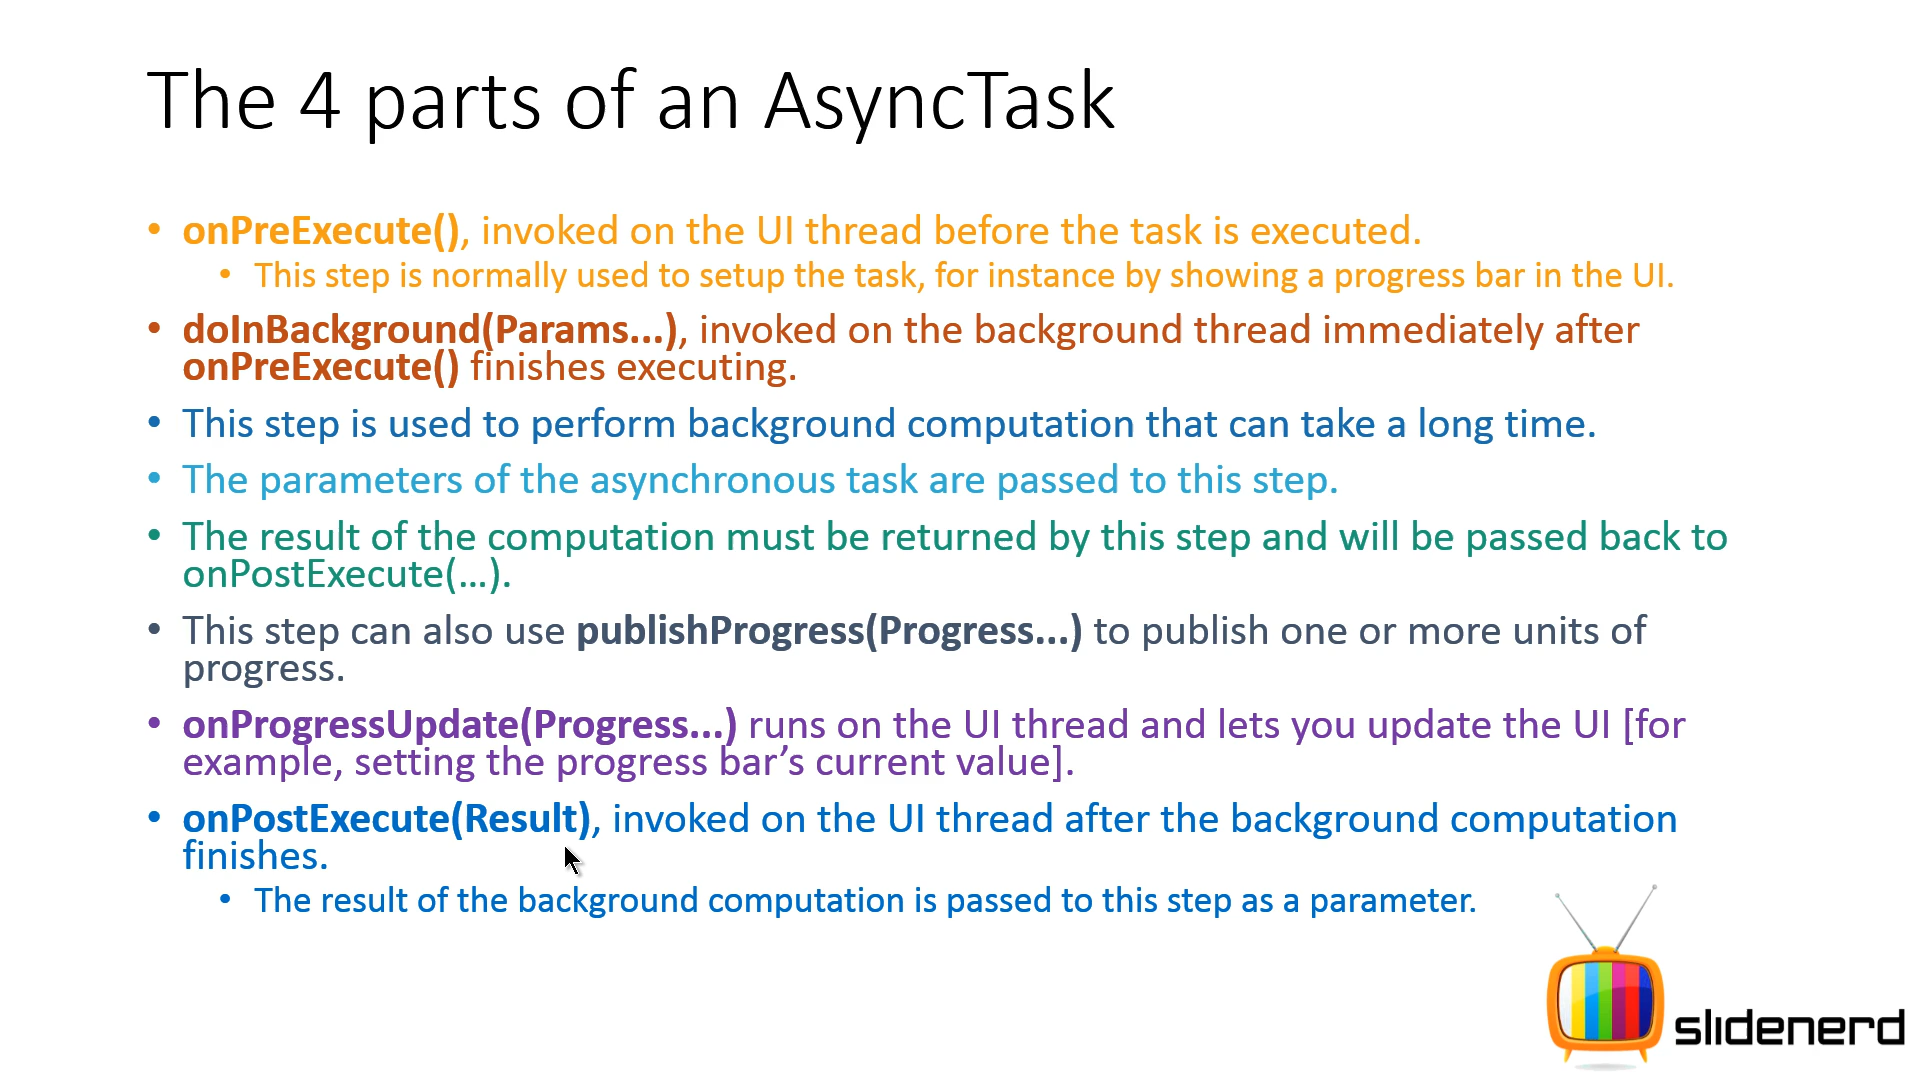 The 4 parts of an AsyncTask
• onPreExecute(), invoked on the UI thread before the task is executed.
• This step is normally used to setup the task, for instance by showing a progress bar in the UI.
• doInBackground(Params...), invoked on the background thread immediately after
onPreExecute() finishes executing.
• This step is used to perform background computation that can take a long time.
• The parameters of the asynchronous task are passed to this step.
• The result of the computation must be returned by this step and will be passed back to
onPostExecute(...).
• This step can also use publishProgress(Progress...) to publish one or more units of
progress.
• onProgressUpdate(Progress...) runs on the UI thread and lets you update the UI [for
example, setting the progress bar’s current value].
• onPostExecute(Result), invoked on the UI thread after the background computation
finishes.
• The result of the background computation is passed to this step as a parameter.
slidenerd